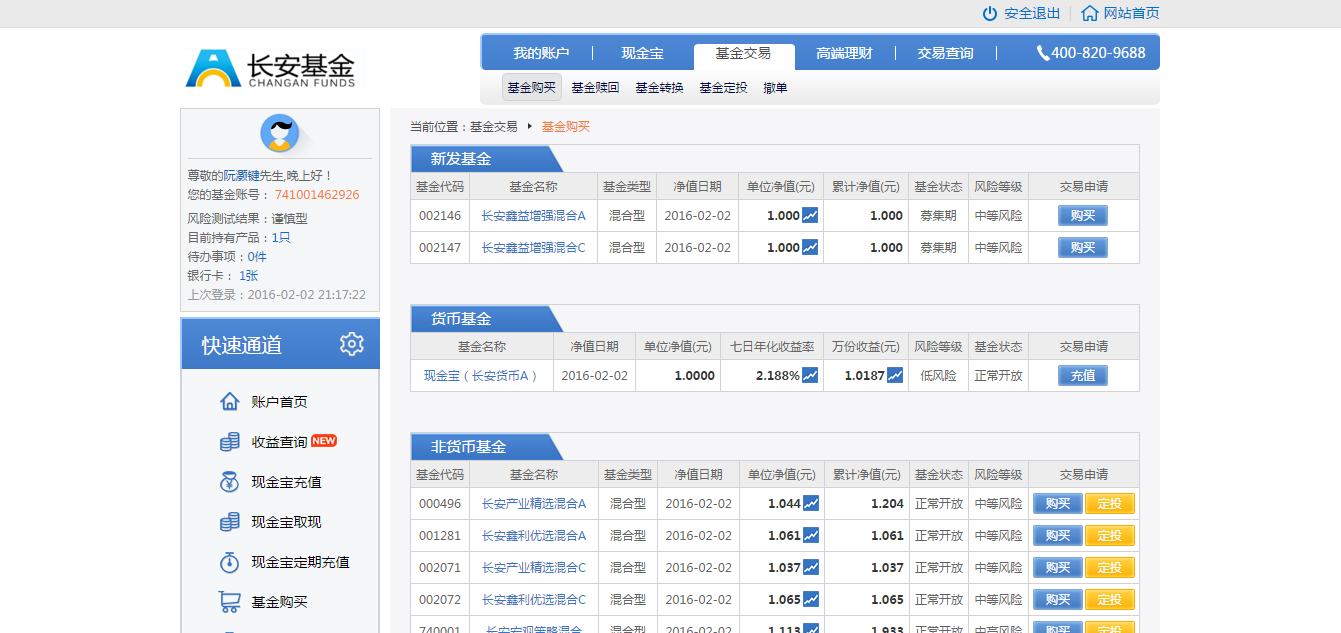 安全退出 网站首页
长安基金
CHANGAN FUNDS
我的账户 现金宝 基金交易 高端理财 交易查询 400-820-9688
基金购买 基金赎回 基金转换 基金定投 撤单
尊敬的阮灏键先生,晚上好！
您的基金账号： 741001462926
风险测试结果：谨慎型
目前持有产品：1只
待办事项：0件
银行卡： 1张
上次登录：2016-02-02 21:17:22
快速通道
账户首页
收益查询 NEW
现金宝充值
现金宝取现
现金宝定期充值
基金购买
当前位置：基金交易 基金购买
新发基金
基金代码 基金名称 基金类型 净值日期 单位净值(元) 累计净值(元) 基金状态 风险等级 交易申请
002146 长安鑫益增强混合A 混合型 2016-02-02 1.000 1.000 募集期 中等风险 购买
002147 长安鑫益增强混合C 混合型 2016-02-02 1.000 1.000 募集期 中等风险 购买
货币基金
基金名称 净值日期 单位净值(元) 七日年化收益率 万份收益(元) 风险等级 基金状态 交易申请
现金宝（长安货币A ） 2016-02-02 1.0000 2.188% 1.0187 低风险 正常开放 充值
非货币基金
基金代码 基金名称 基金类型 净值日期 单位净值(元) 累计净值(元) 基金状态 风险等级 交易申请
000496 长安产业精选混合A 混合型 2016-02-02 1.044 1.204 正常开放 中等风险 购买 定投
001281 长安鑫利优选混合A 混合型 2016-02-02 1.061 1.061 正常开放 中等风险 购买 定投
002071 长安产业精选混合C 混合型 2016-02-02 1.037 1.037 正常开放 中等风险 购买 定投
002072 长安鑫利优选混合C 混合型 2016-02-02 1.065 1.065 正常开放 中等风险 购买 定投
740001 长安宏观策略混合 混合型 2016-02-02 1.113 1.933 正常开放 中高风险 购买 定投